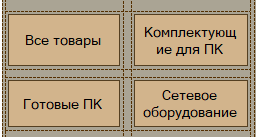 Все товары
Комплектующ
ие для ПК
Готовые ПК
Сетевое
оборудование